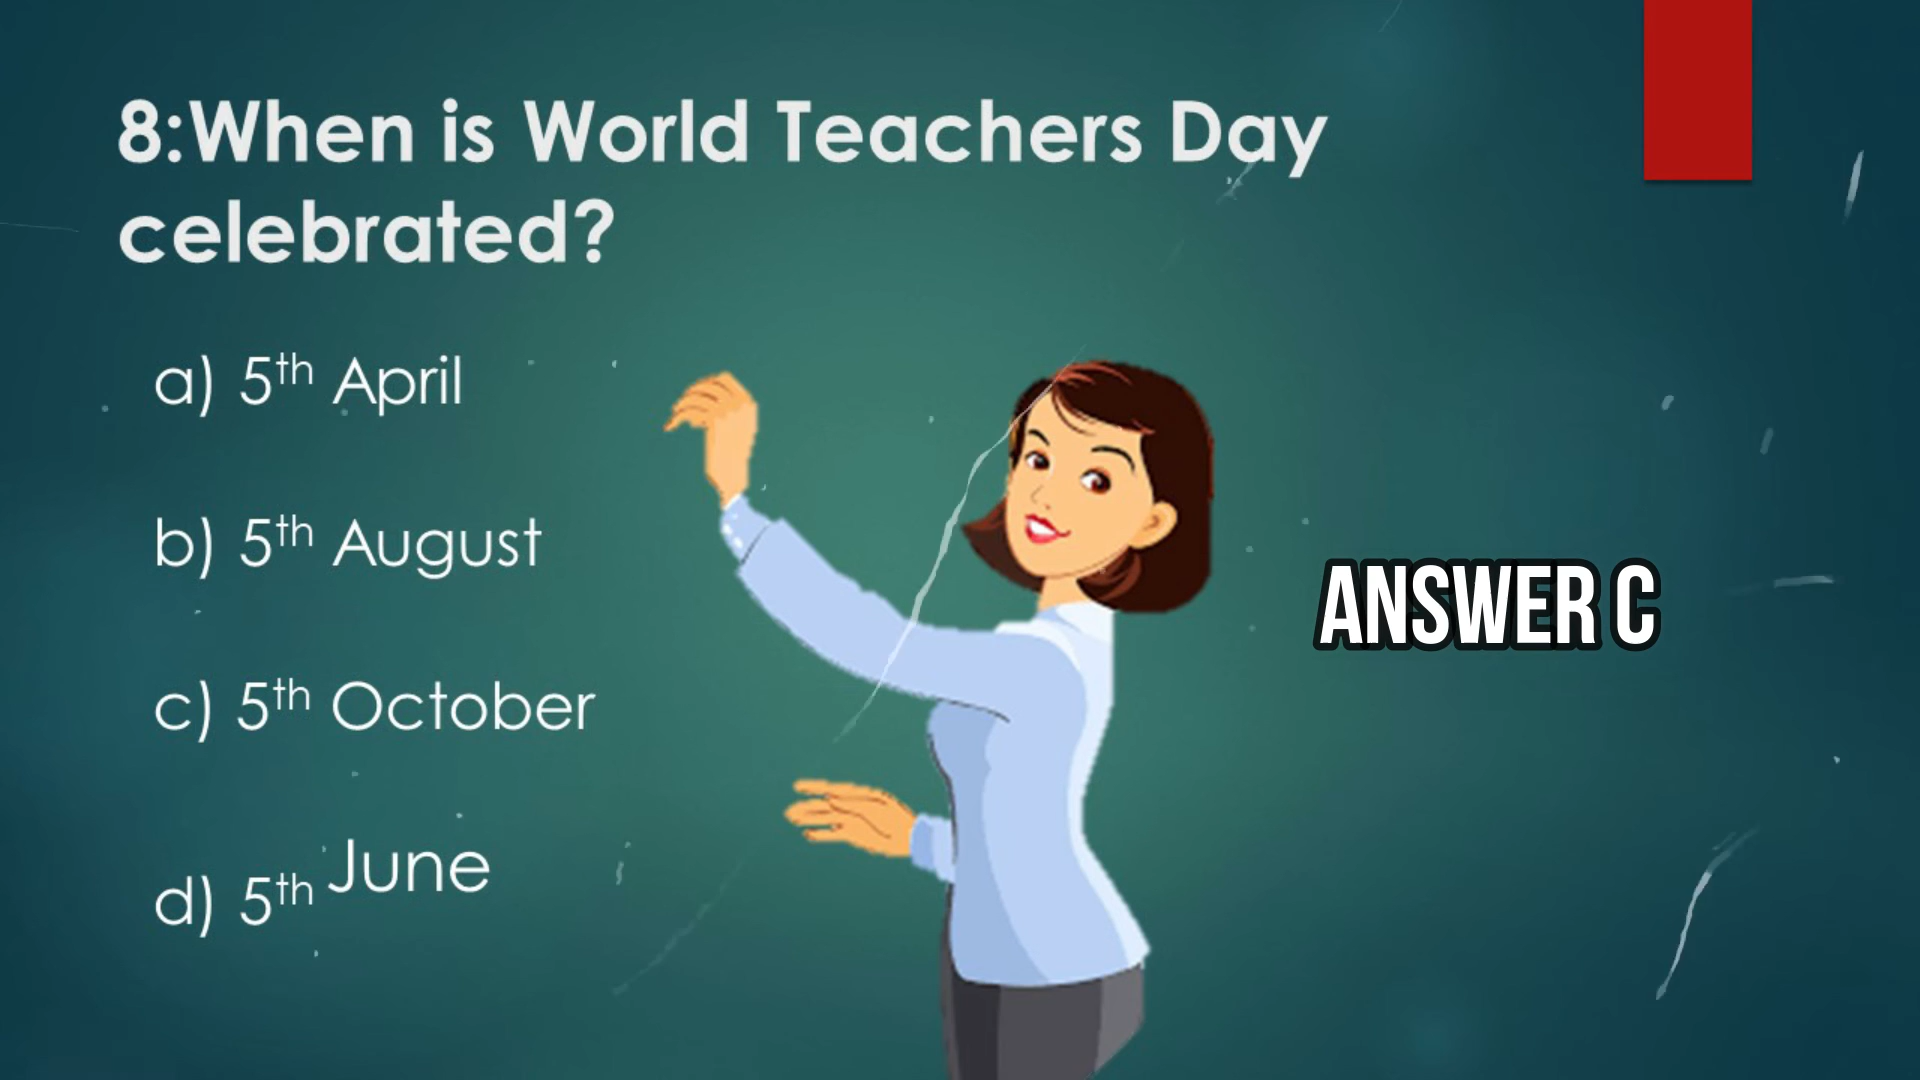 8:When is World Teachers Day
celebrated?
a) 5th April
b) 5th August
c) 5th October
d) 5th June
ANSWER C